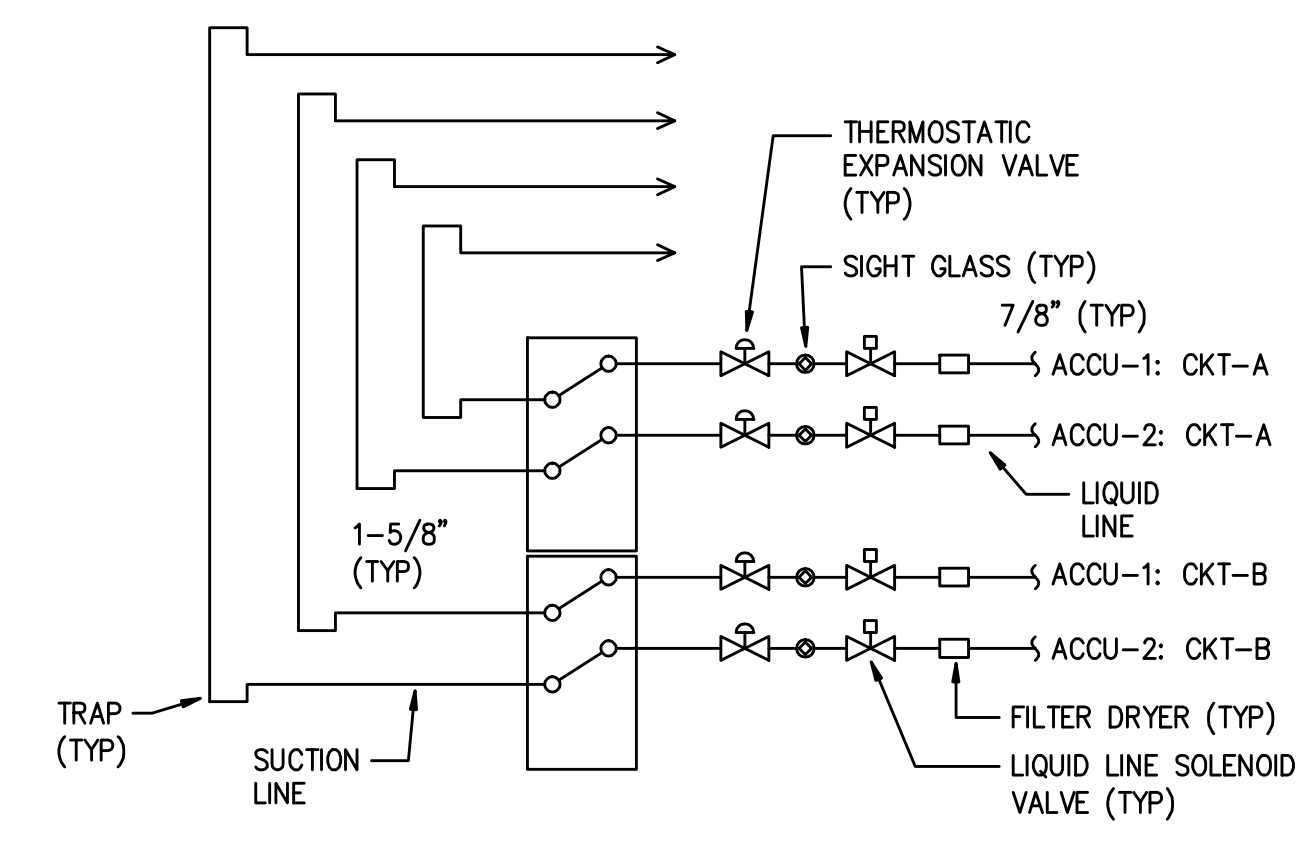 THERMOSTATIC
EXPANSION VALVE
(TYP)
SIGHT GLASS (TYP)
7/8" (TYP)
ACCU-1: CKT-A
ACCU-2: CKT-A
LIQUID
LINE
1-5/8"
(TYP)
ACCU-1: CKT-B
ACCU-2: CKT-B
TRAP
(TYP)
SUCTION
LINE
FILTER DRYER (TYP)
LIQUID LINE SOLENOID
VALVE (TYP)